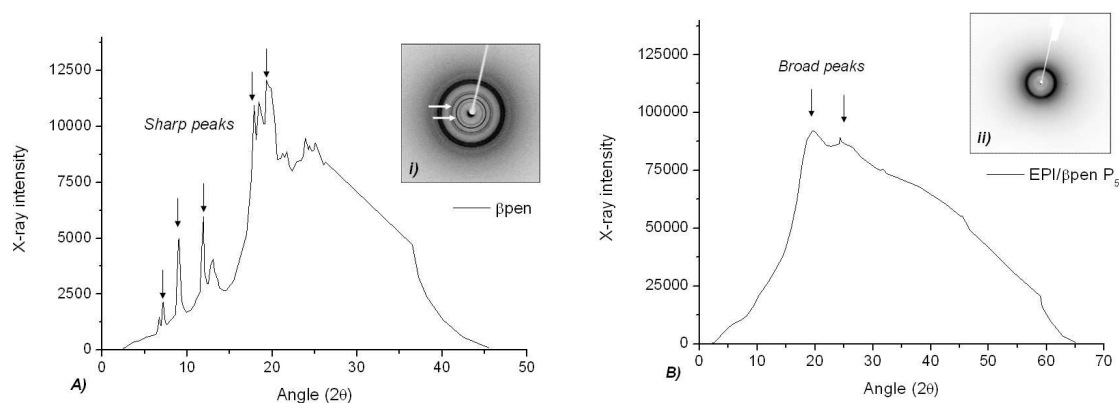 12500
10000
7500
5000
2500
0
X-ray intensity
Sharp peaks
i)
βpen
0 10 20 30 40 50
Angle (2θ)
A)
125000
100000
75000
50000
25000
0
X-ray intensity
Broad peaks
ii)
EPI/βpen P5
0 10 20 30 40 50 60 70
Angle (2θ)
B)